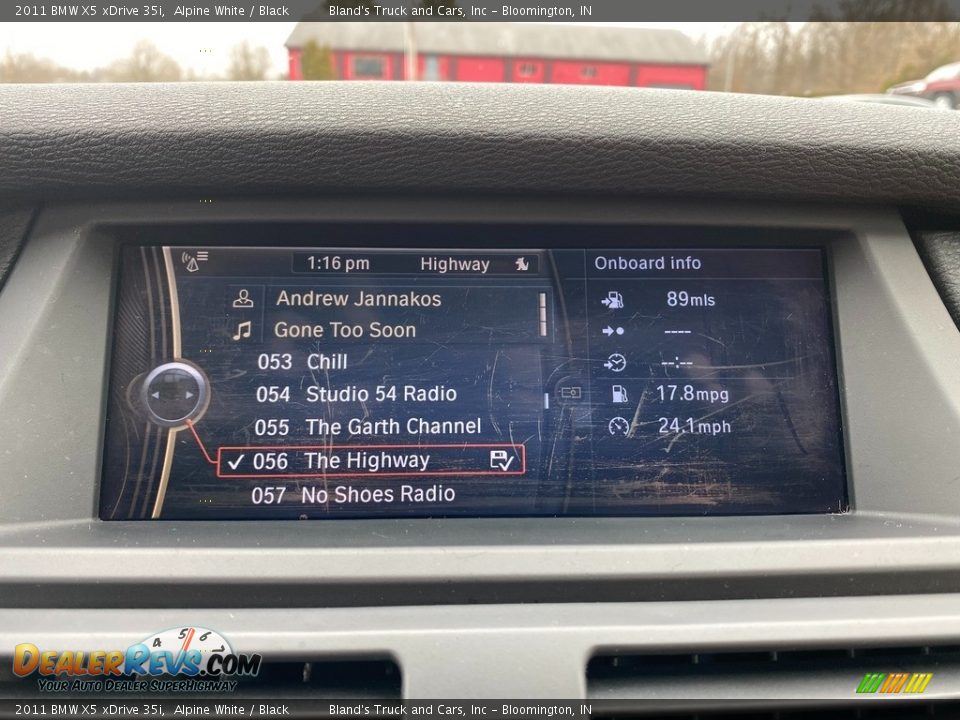 2011 BMW X5 xDrive 35i, Alpine White / Black Bland's Truck and Cars, Inc - Bloomington, IN
1:16 pm Highway Onboard info
Andrew Jannakos
Gone Too Soon
053 Chill
054 Studio 54 Radio
055 The Garth Channel
056 The Highway
057 No Shoes Radio
89mls
----
--:--
17.8mpg
24.1mph
4 5 6
DealerRevs.com
Your Auto Dealer SuperHighway
2011 BMW X5 xDrive 35i, Alpine White / Black Bland's Truck and Cars, Inc - Bloomington, IN